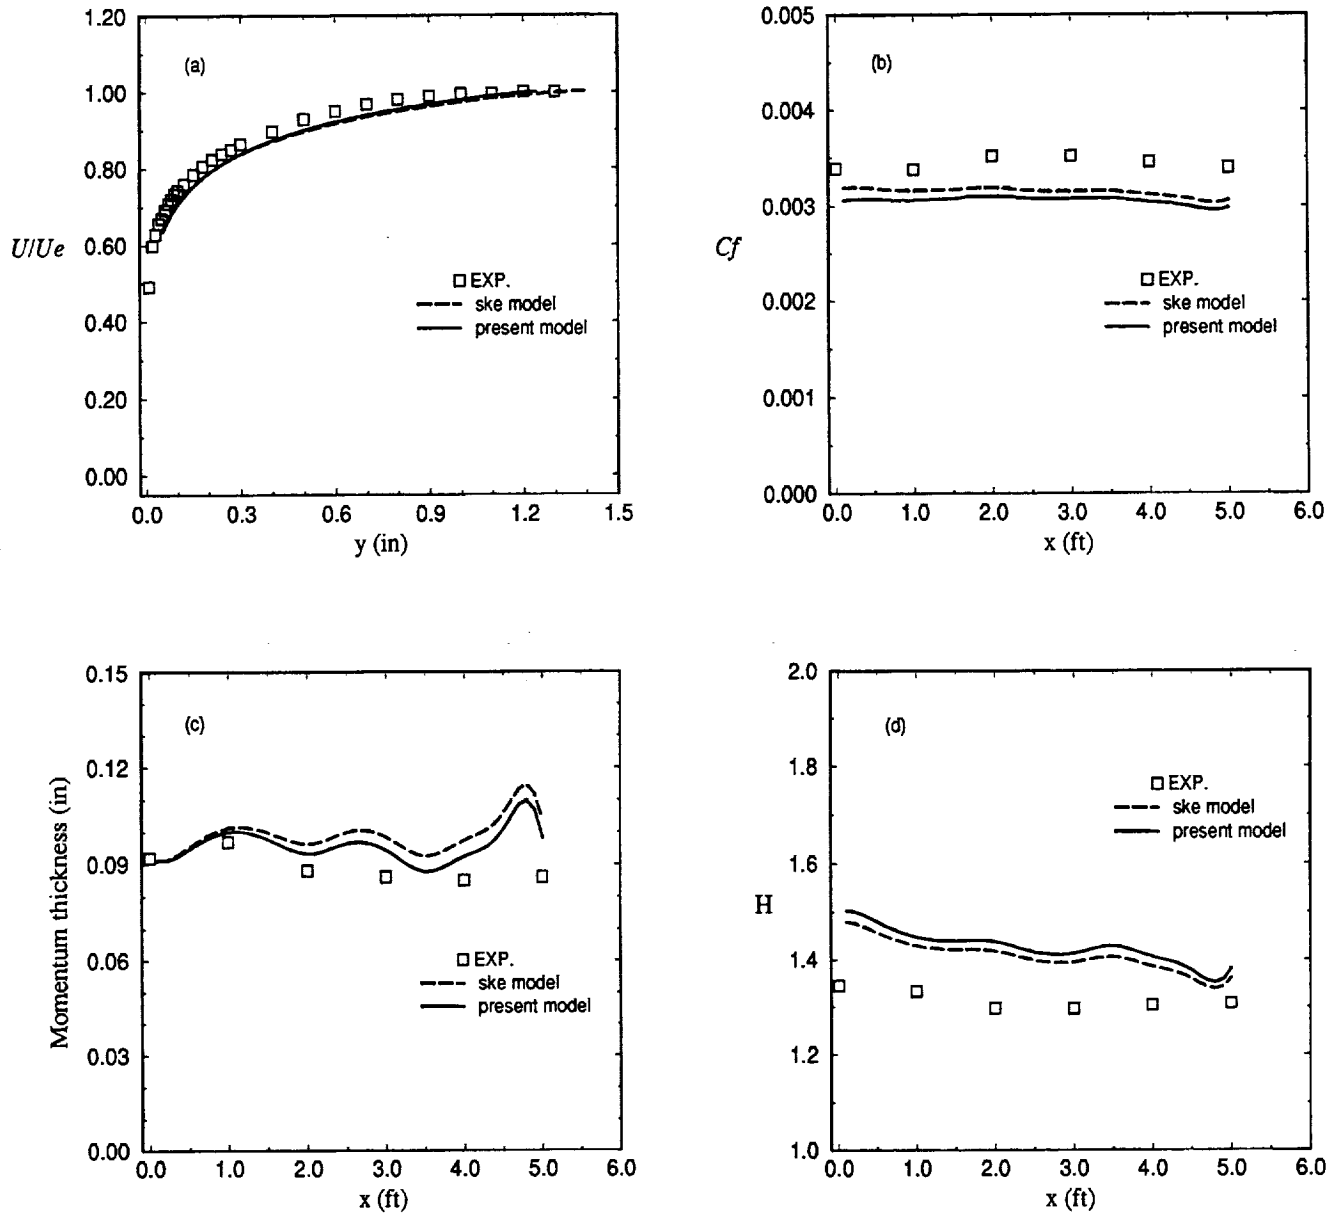 1.20
1.00
0.80
0.60
0.40
0.20
0.00
U/Ue
(a)
EXP.
ske model
present model
0.0 0.3 0.6 0.9 1.2 1.5
y (in)
0.005
0.004
0.003
0.002
0.001
0.000
Cf
(b)
EXP.
ske model
present model
0.0 1.0 2.0 3.0 4.0 5.0 6.0
x (ft)
0.15
0.12
0.09
0.06
0.03
0.00
Momentum thickness (in)
(c)
EXP.
ske model
present model
0.0 1.0 2.0 3.0 4.0 5.0 6.0
x (ft)
2.0
1.8
1.6
1.4
1.2
1.0
H
(d)
EXP.
ske model
present model
0.0 1.0 2.0 3.0 4.0 5.0 6.0
x (ft)